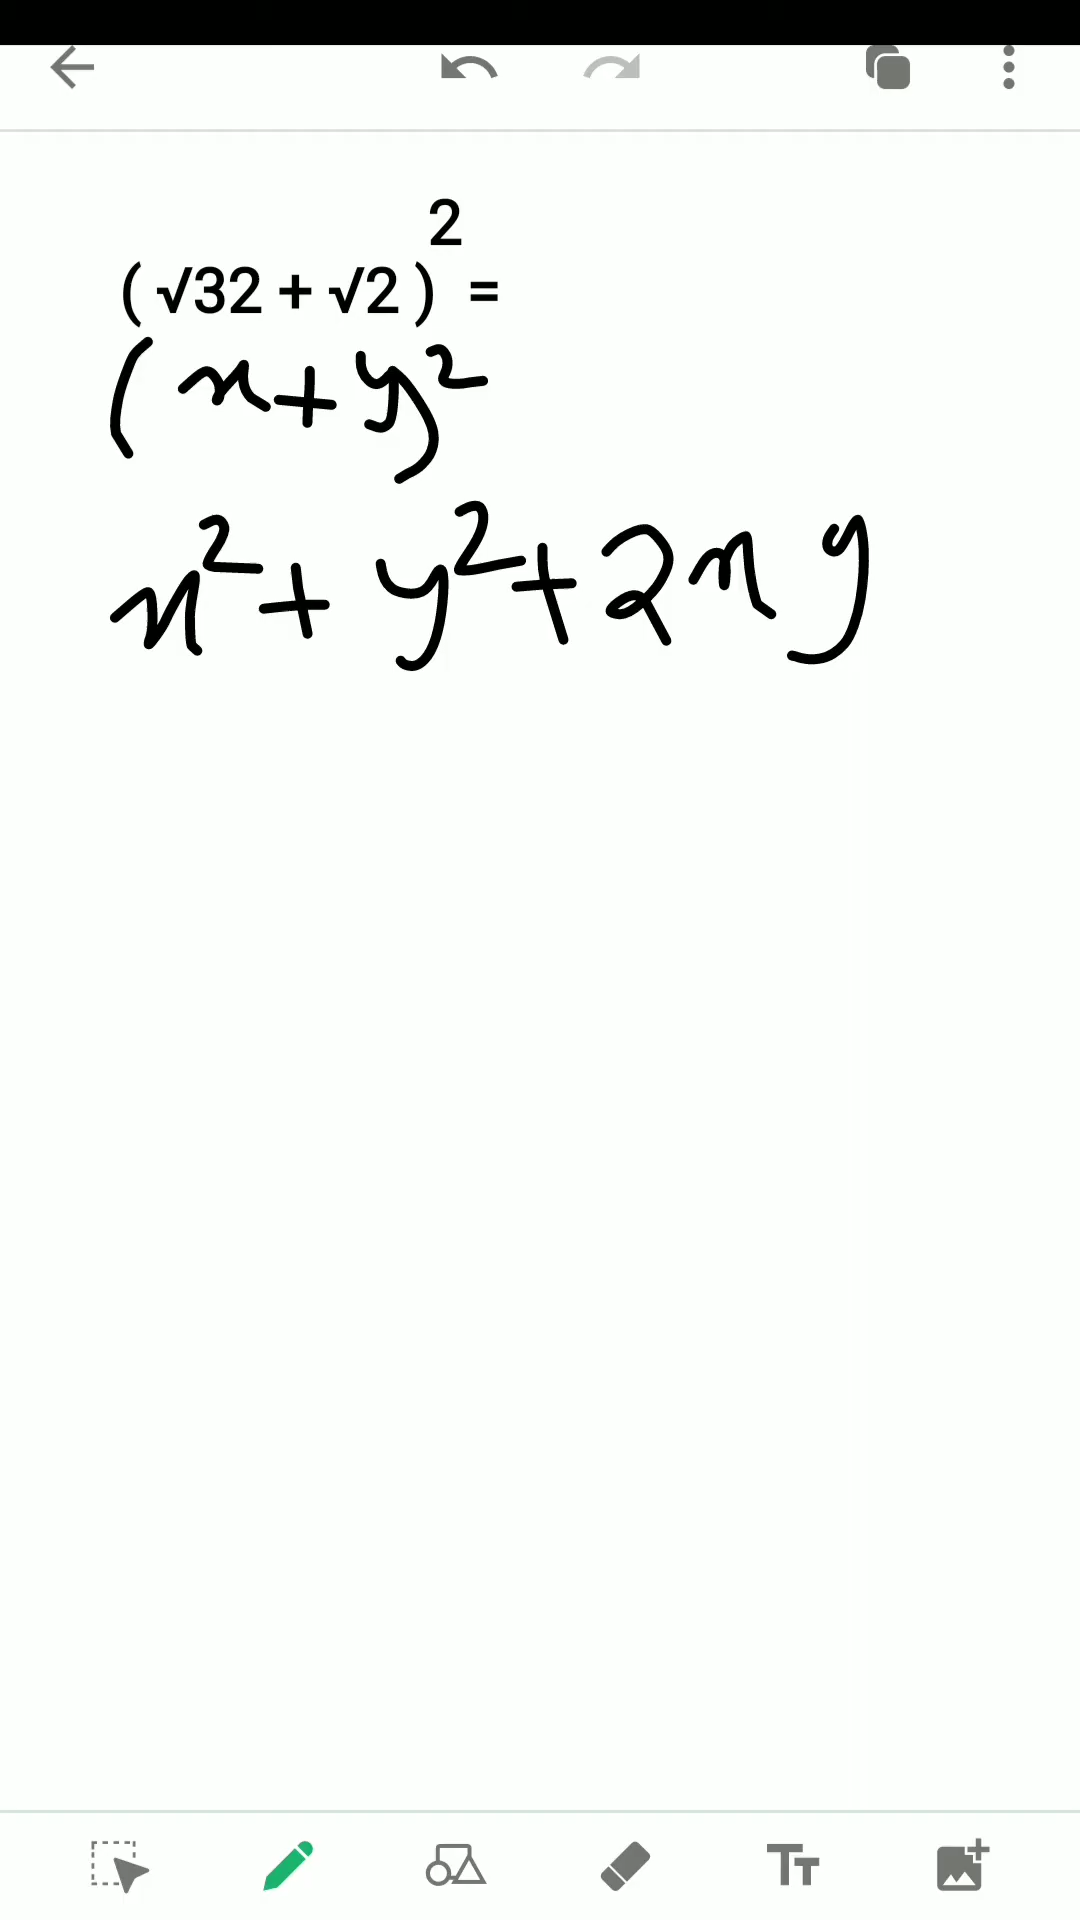 (√32 + √2)² =
(x+y)²
x²+y²+2xy